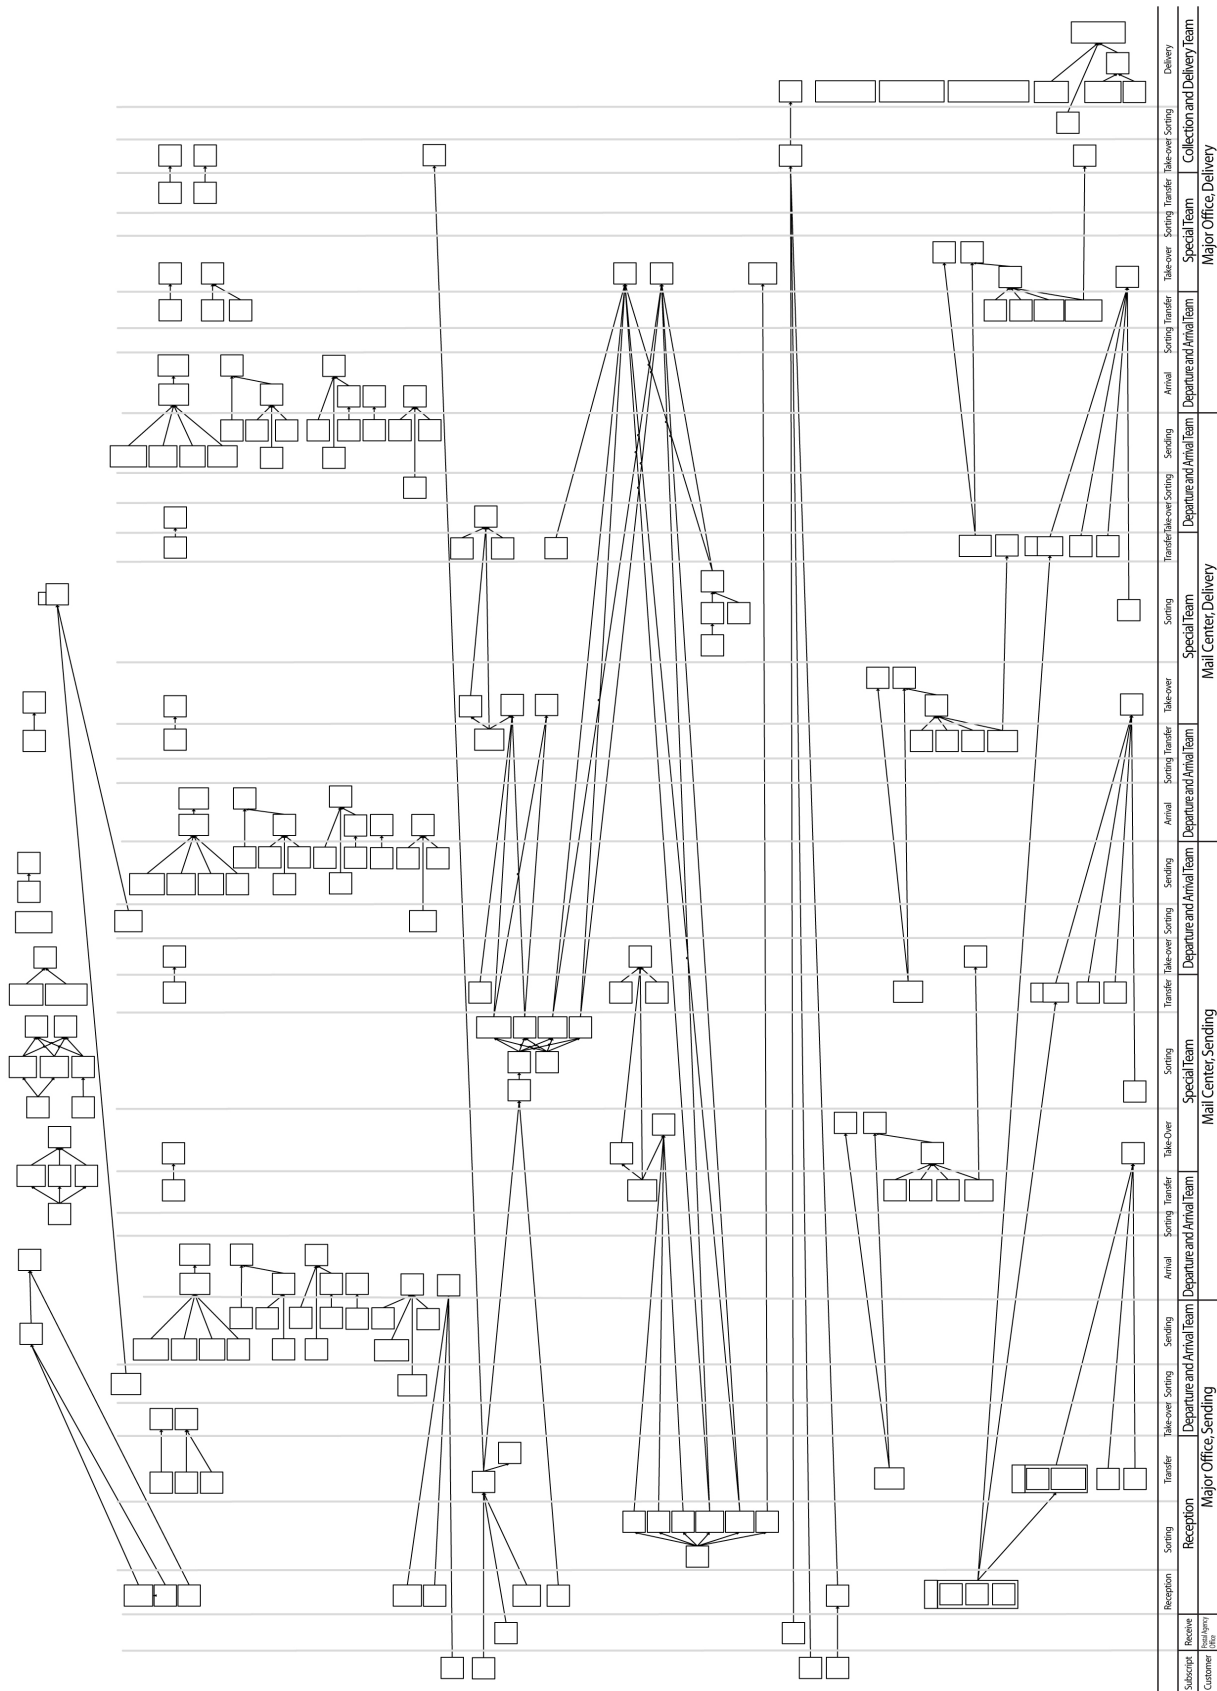 Subscript
Receive
Reception
Sorting
Transfer
Take-over
Sorting
Sending
Arrival
Sorting
Transfer
Take-Over
Sorting
Transfer
Take-over
Sorting
Sending
Arrival
Sorting
Transfer
Take-over
Sorting
Transfer
Take-over
Sorting
Sending
Arrival
Sorting
Transfer
Take-over
Sorting
Transfer
Take-over
Sorting
Delivery
Reception
Departure and Arrival Team
Departure and Arrival Team
Special Team
Departure and Arrival Team
Departure and Arrival Team
Special Team
Departure and Arrival Team
Departure and Arrival Team
Special Team
Collection and Delivery Team
Customer
Postal Agency
Office
Major Office, Sending
Mail Center, Sending
Mail Center, Delivery
Major Office, Delivery